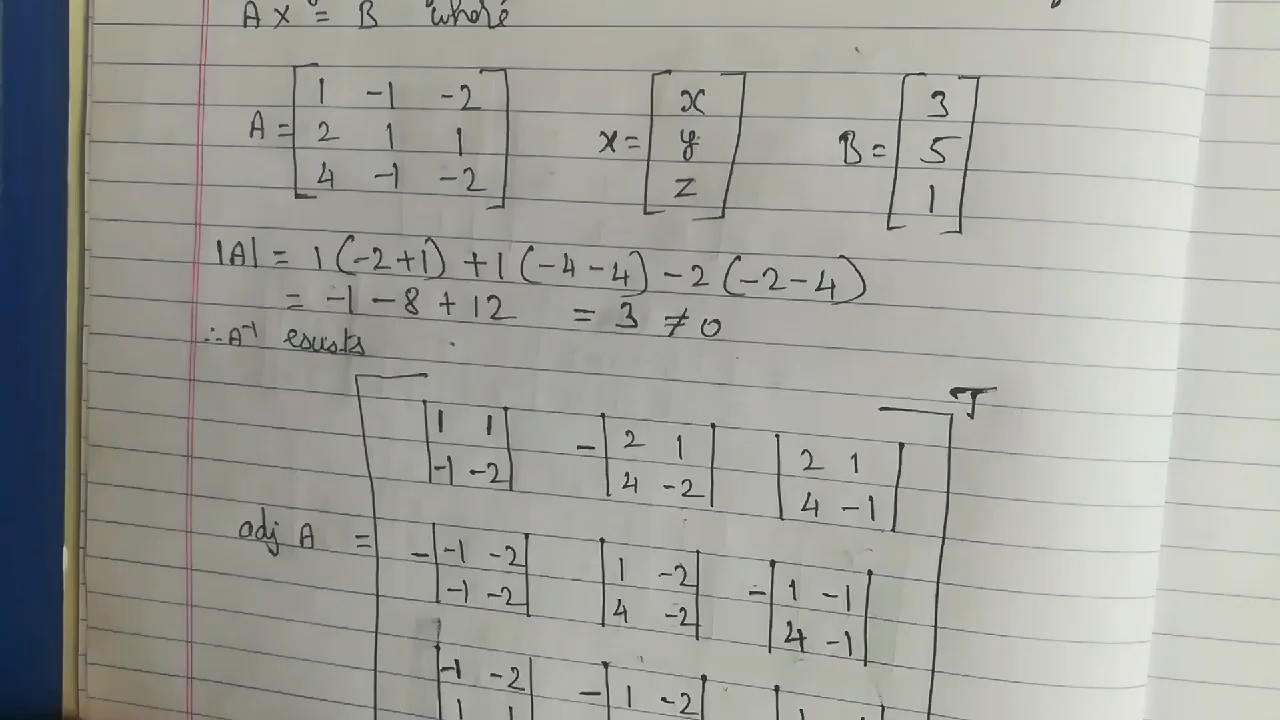 AX = B where
A = [1 -1 -2; 2 1 1; 4 -1 -2] x = [x; y; z] B = [3; 5; 1]
|A| = 1(-2+1) +1(-4-4) -2(-2-4)
= -1 -8 +12 = 3 ≠ 0
∴ A⁻¹ exists
T
|1 1; -1 -2| -|2 1; 4 -2| |2 1; 4 -1|
adj A = -|-1 -2; -1 -2| |1 -2; 4 -2| -|1 -1; 4 -1|
|-1 -2; 1 1| -|1 -2